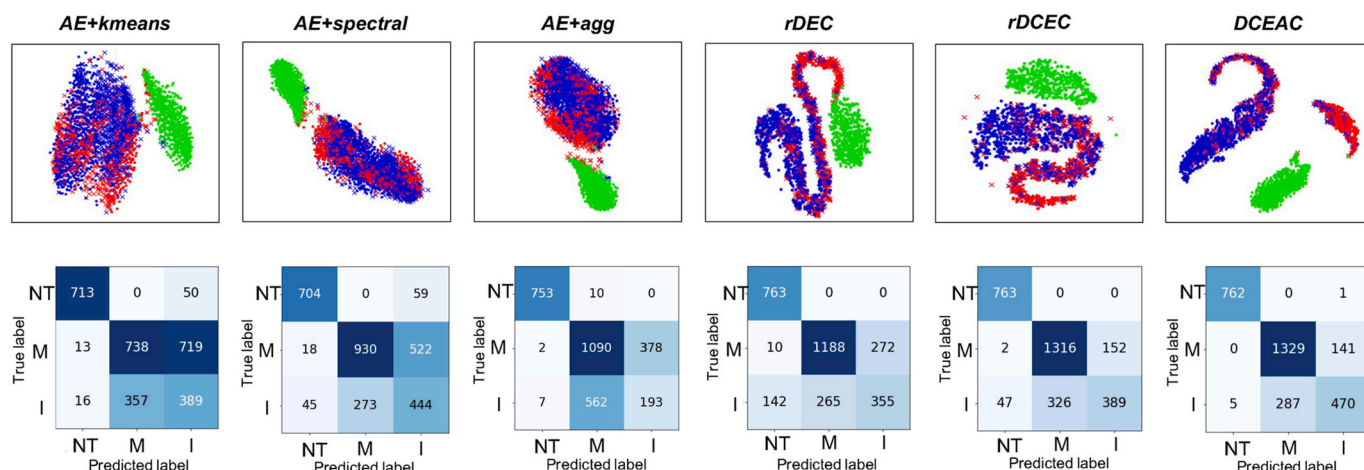 AE+kmeans AE+spectral AE+agg rDEC rDCEC DCEAC
NT 713 0 50
M 13 738 719
I 16 357 389
NT M I
True label
Predicted label
NT 704 0 59
M 18 930 522
I 45 273 444
NT M I
True label
Predicted label
NT 753 10 0
M 2 1090 378
I 7 562 193
NT M I
True label
Predicted label
NT 763 0 0
M 10 1188 272
I 142 265 355
NT M I
True label
Predicted label
NT 763 0 0
M 2 1316 152
I 47 326 389
NT M I
True label
Predicted label
NT 762 0 1
M 0 1329 141
I 5 287 470
NT M I
True label
Predicted label